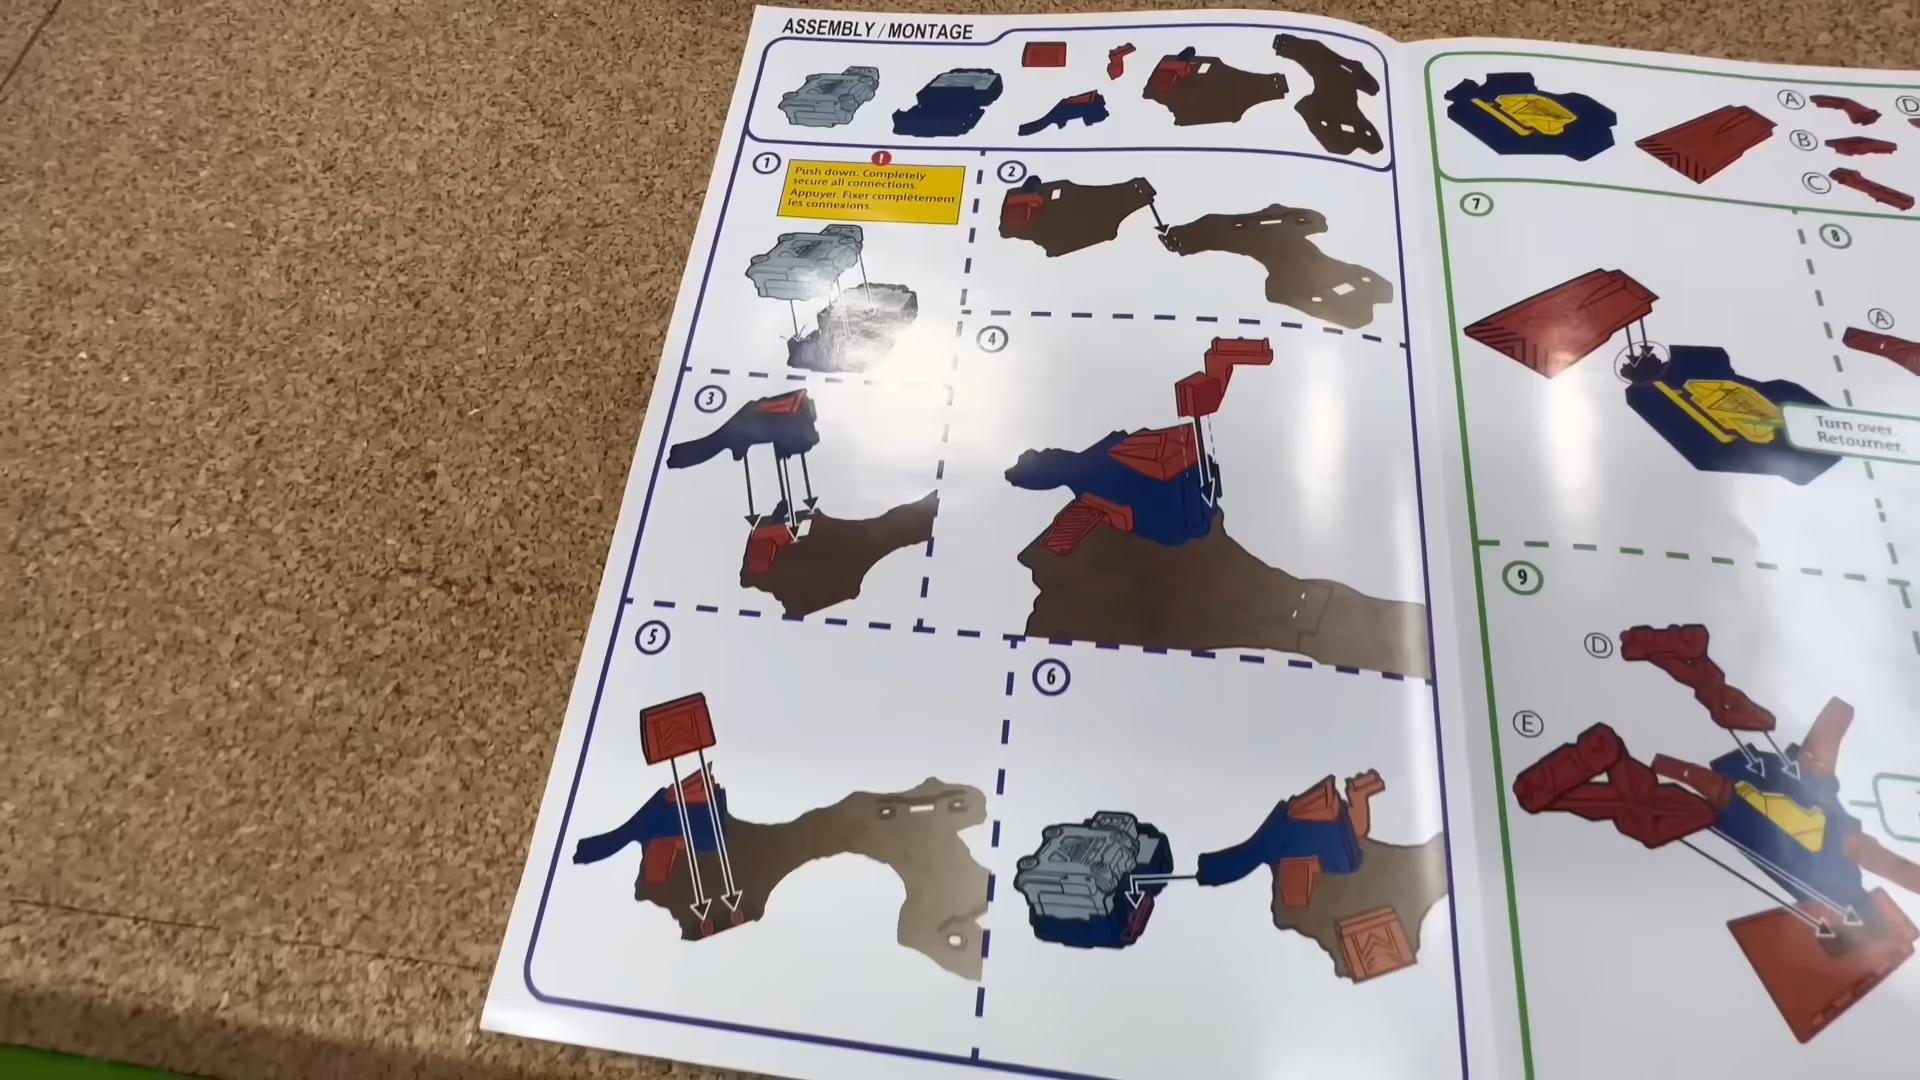 ASSEMBLY / MONTAGE
1
!
Push down. Completely
secure all connections.
Appuyer. Fixer complètement
les connexions.
2
3
4
5
6
A
B
C
D
7
8
A
Turn over.
Retourner.
9
D
E